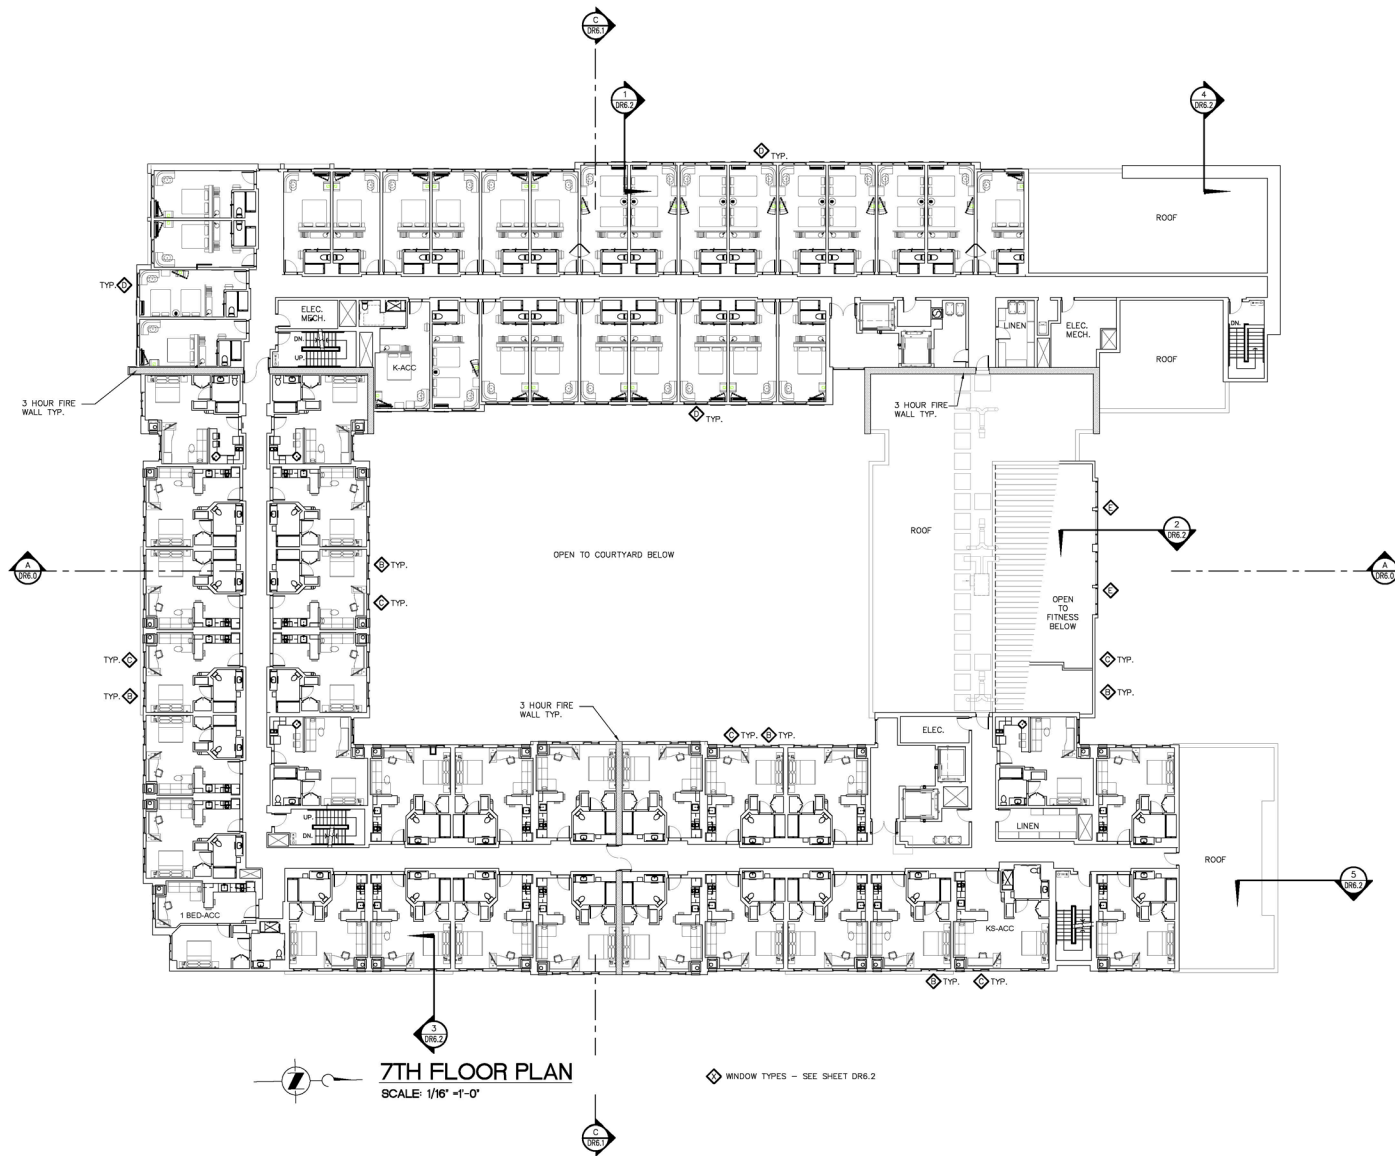 C
DR6.1
1
DR6.2
4
DR6.2
D TYP.
ROOF
TYP. D
ELEC.
MECH.
DN.
UP.
K-ACC
LINEN
ELEC.
MECH.
DN.
ROOF
3 HOUR FIRE
WALL TYP.
D TYP.
3 HOUR FIRE
WALL TYP.
E
2
DR6.2
ROOF
OPEN TO COURTYARD BELOW
A
DR6.0
B TYP.
A
DR6.0
E
C TYP.
OPEN
TO
FITNESS
BELOW
TYP. C
C TYP.
TYP. B
B TYP.
3 HOUR FIRE
WALL TYP.
C TYP. B TYP.
ELEC.
UP.
DN.
LINEN
ROOF
5
DR6.2
1 BED-ACC
KS-ACC
B TYP. C TYP.
3
DR6.2
7TH FLOOR PLAN
SCALE: 1/16" =1'-0"
X WINDOW TYPES - SEE SHEET DR6.2
C
DR6.1